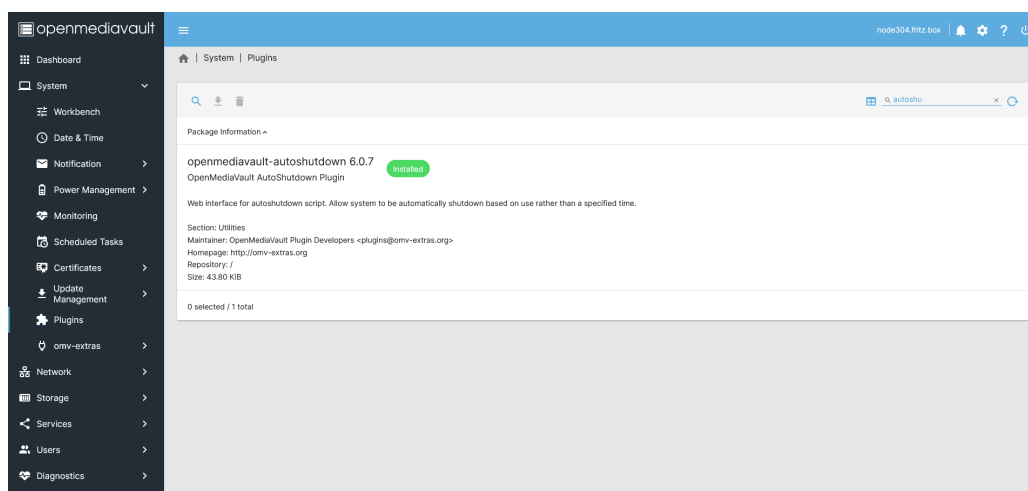 openmediavault
node304.fritz.box
Dashboard
System
Workbench
Date & Time
Notification
Power Management
Monitoring
Scheduled Tasks
Certificates
Update
Management
Plugins
omv-extras
Network
Storage
Services
Users
Diagnostics
| System | Plugins
autoshu
Package Information
openmediavault-autoshutdown 6.0.7
Installed
OpenMediaVault AutoShutdown Plugin
Web interface for autoshutdown script. Allow system to be automatically shutdown based on use rather than a specified time.
Section: Utilities
Maintainer: OpenMediaVault Plugin Developers <plugins@omv-extras.org>
Homepage: http://omv-extras.org
Repository: /
Size: 43.80 KiB
0 selected / 1 total